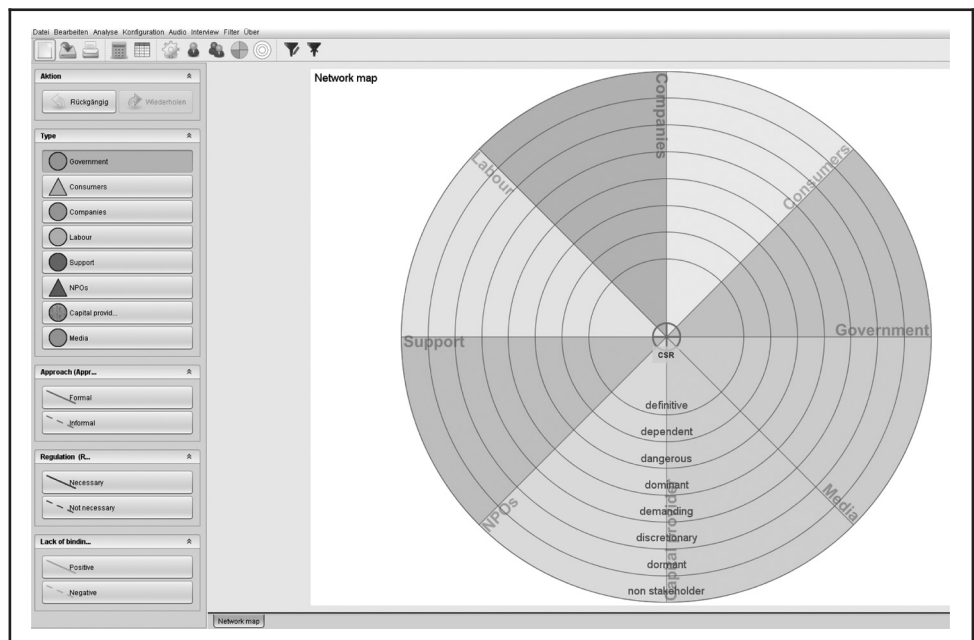 Datei Bearbeiten Analyse Konfiguration Audio Interview Filter Über
Aktion
Rückgängig
Wiederholen
Type
Government
Consumers
Companies
Labour
Support
NPOs
Capital provid...
Media
Approach (Appr...
Formal
Informal
Regulation (R...
Necessary
Not necessary
Lack of bindin...
Positive
Negative
Network map
Companies
Consumers
Labour
Government
Support
CSR
definitive
dependent
dangerous
dominant
demanding
discretionary
dormant
non stakeholder
NPOs
Capital provider
Media
Network map